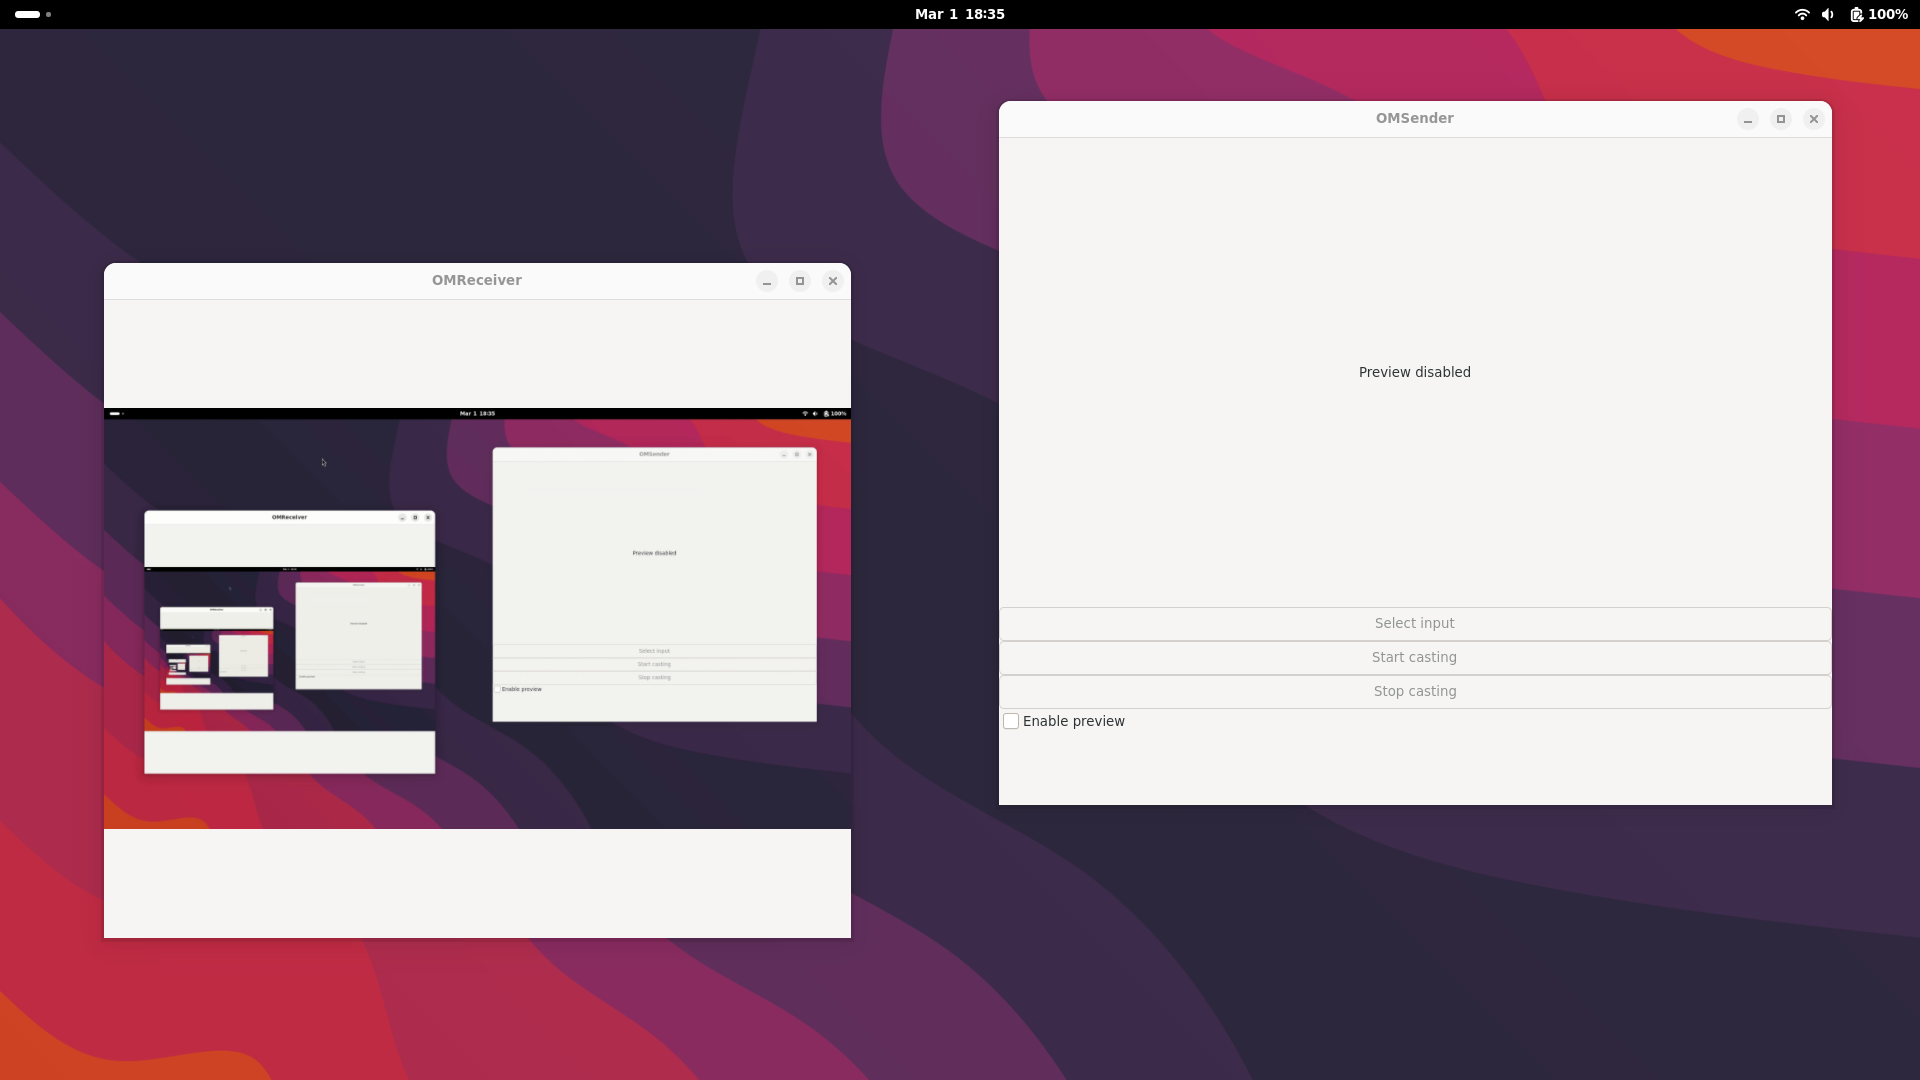 Mar 1 18:35
100%
OMSender
Preview disabled
Select input
Start casting
Stop casting
Enable preview
OMReceiver
Mar 1 18:35
100%
OMSender
Preview disabled
Select input
Start casting
Stop casting
Enable preview
OMReceiver